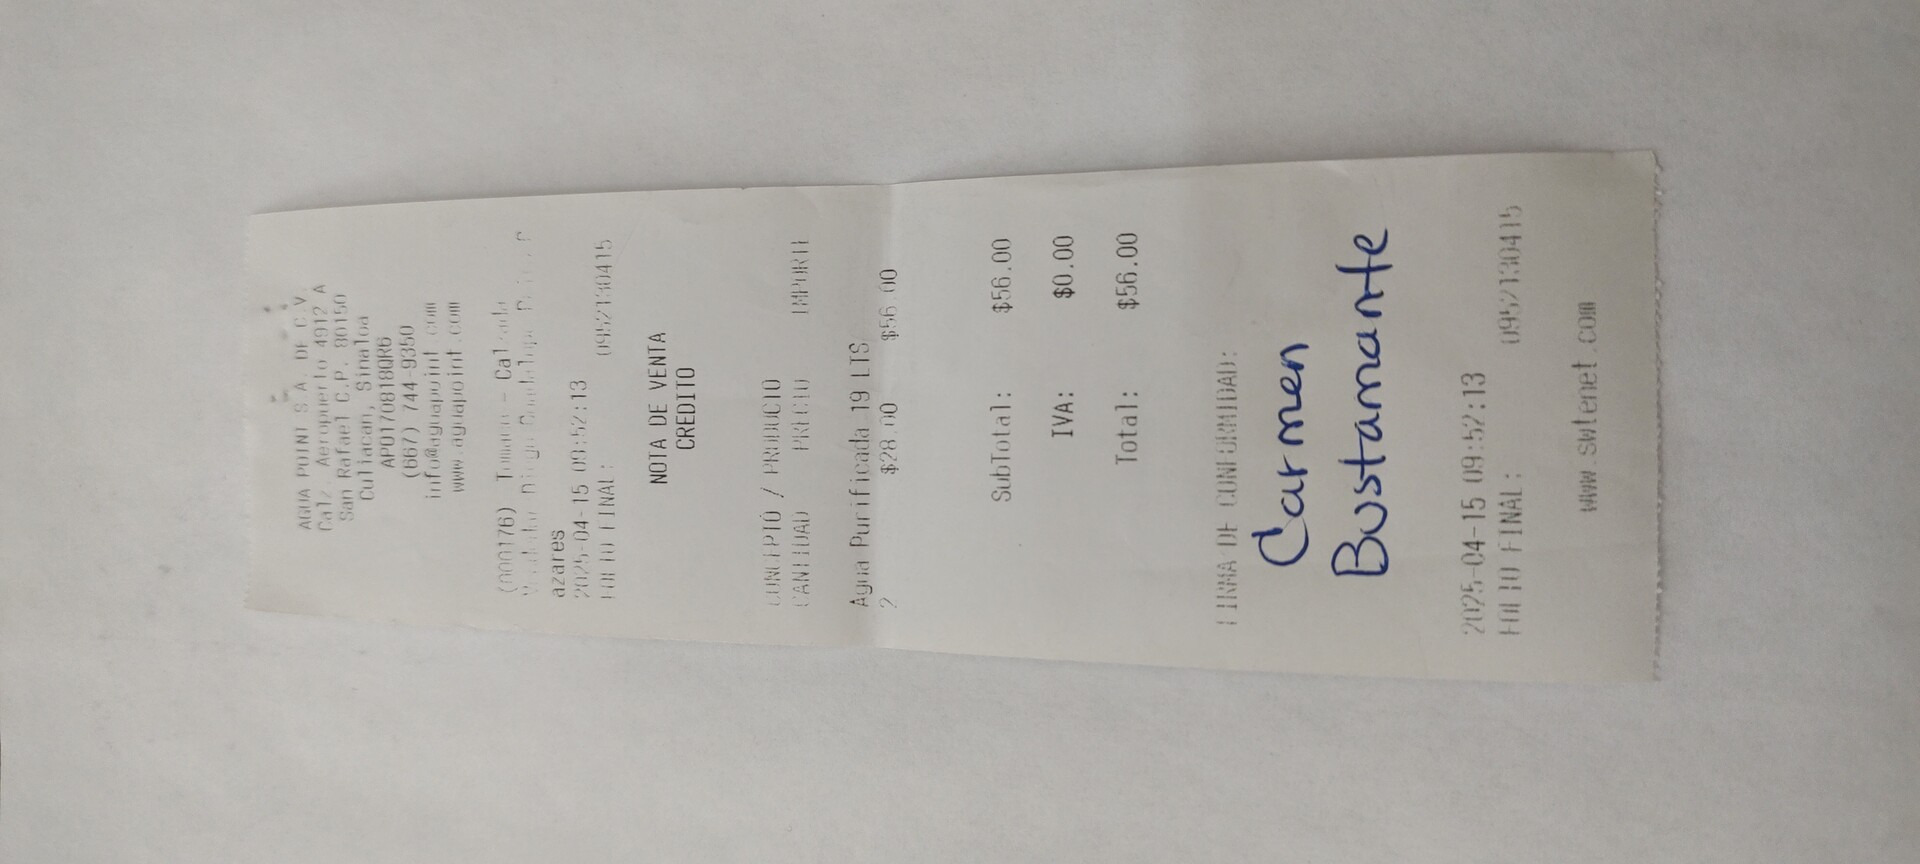 AGUA POINT S.A. DE C.V.
Calz. Aeropuerto 4912 A
San Rafael C.P. 80150
Culiacan, Sinaloa
APO170818QR6
(667) 744-9350
info@aguapoint.com
www.aguapoint.com
(000176) - Calzada
azares
2025-04-15 09:52:13
FOLIO FINAL: 0952130415
NOTA DE VENTA
CREDITO
CONCEPTO / PRODUCTO
CANTIDAD PRECIO IMPORTE
Agua Purificada 19 LTS
2 $28.00 $56.00
SubTotal: $56.00
IVA: $0.00
Total: $56.00
FIRMA DE CONFORMIDAD:
Carmen
Bustamante
2025-04-15 09:52:13
FOLIO FINAL: 0952130415
www.swtenet.com